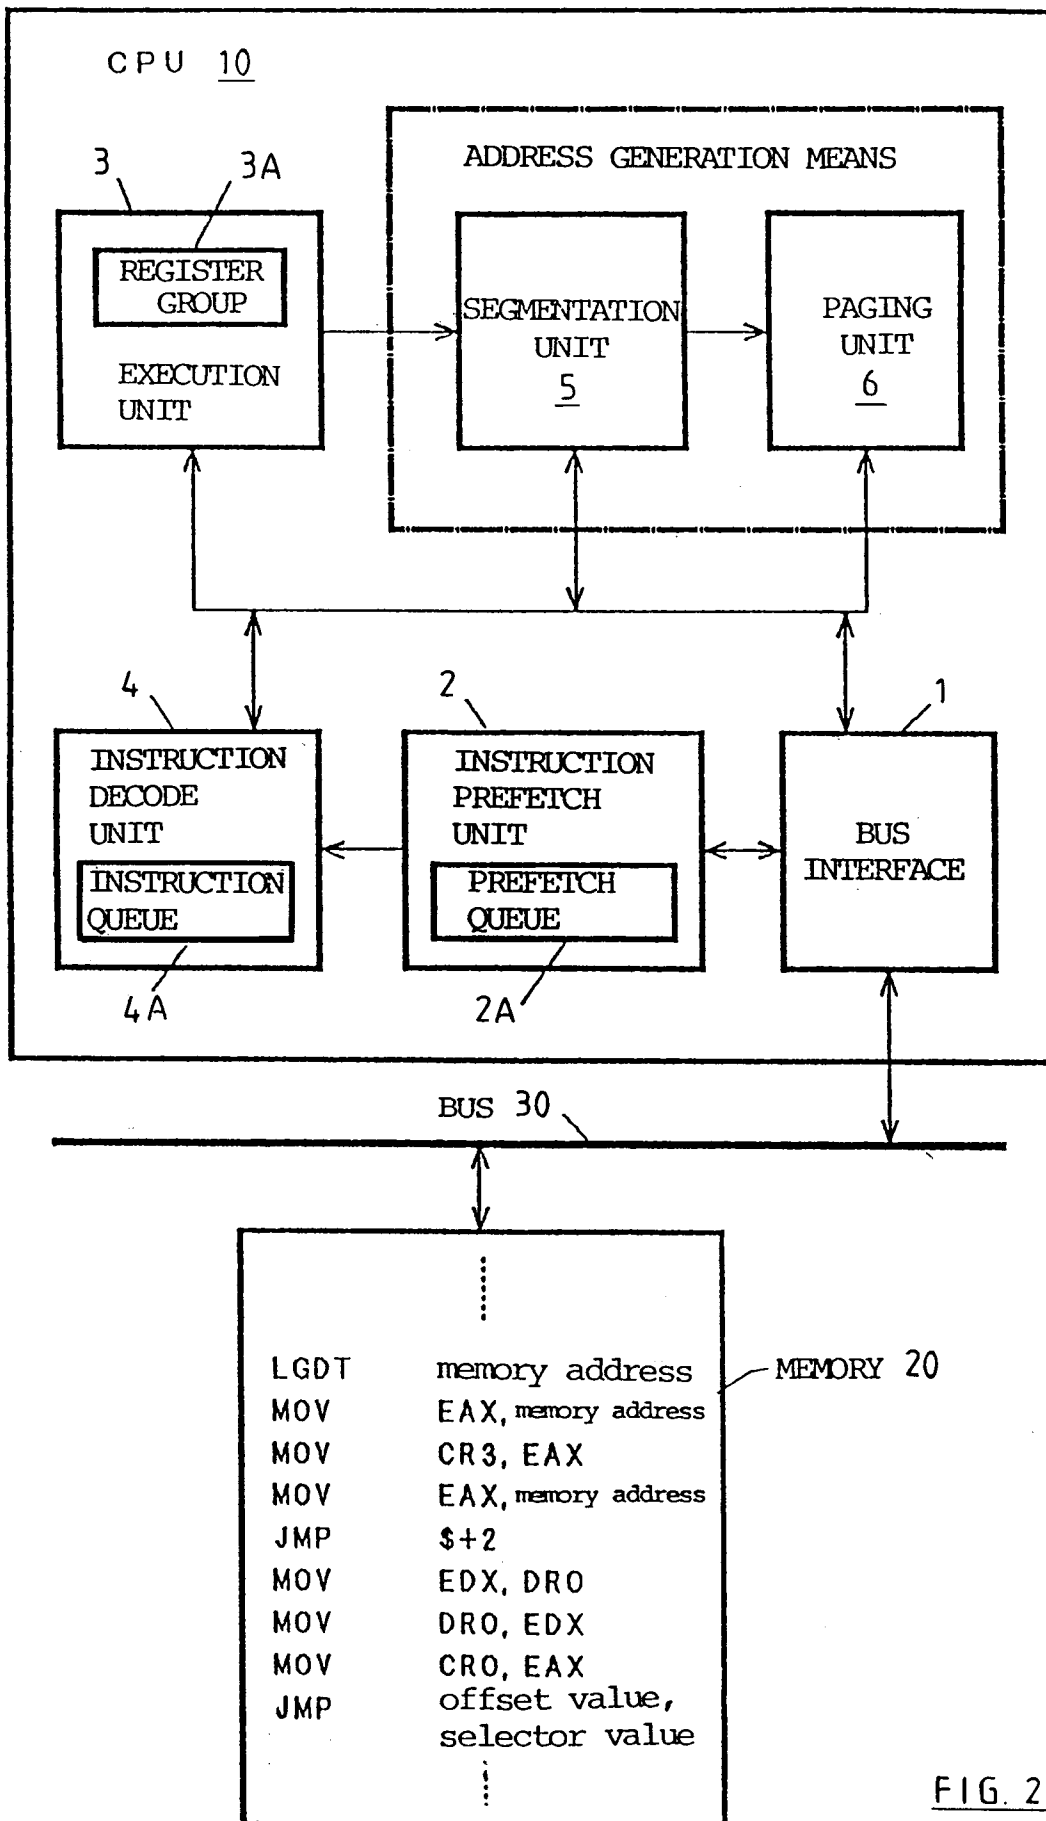 CPU 10
ADDRESS GENERATION MEANS
3
3A
REGISTER
GROUP
EXECUTION
UNIT
SEGMENTATION
UNIT
5
PAGING
UNIT
6
4
INSTRUCTION
DECODE
UNIT
INSTRUCTION
QUEUE
4A
2
INSTRUCTION
PREFETCH
UNIT
PREFETCH
QUEUE
2A
1
BUS
INTERFACE
BUS 30
MEMORY 20
LGDT memory address
MOV EAX, memory address
MOV CR3, EAX
MOV EAX, memory address
JMP $+2
MOV EDX, DRO
MOV DRO, EDX
MOV CRO, EAX
JMP offset value,
selector value
FIG. 2